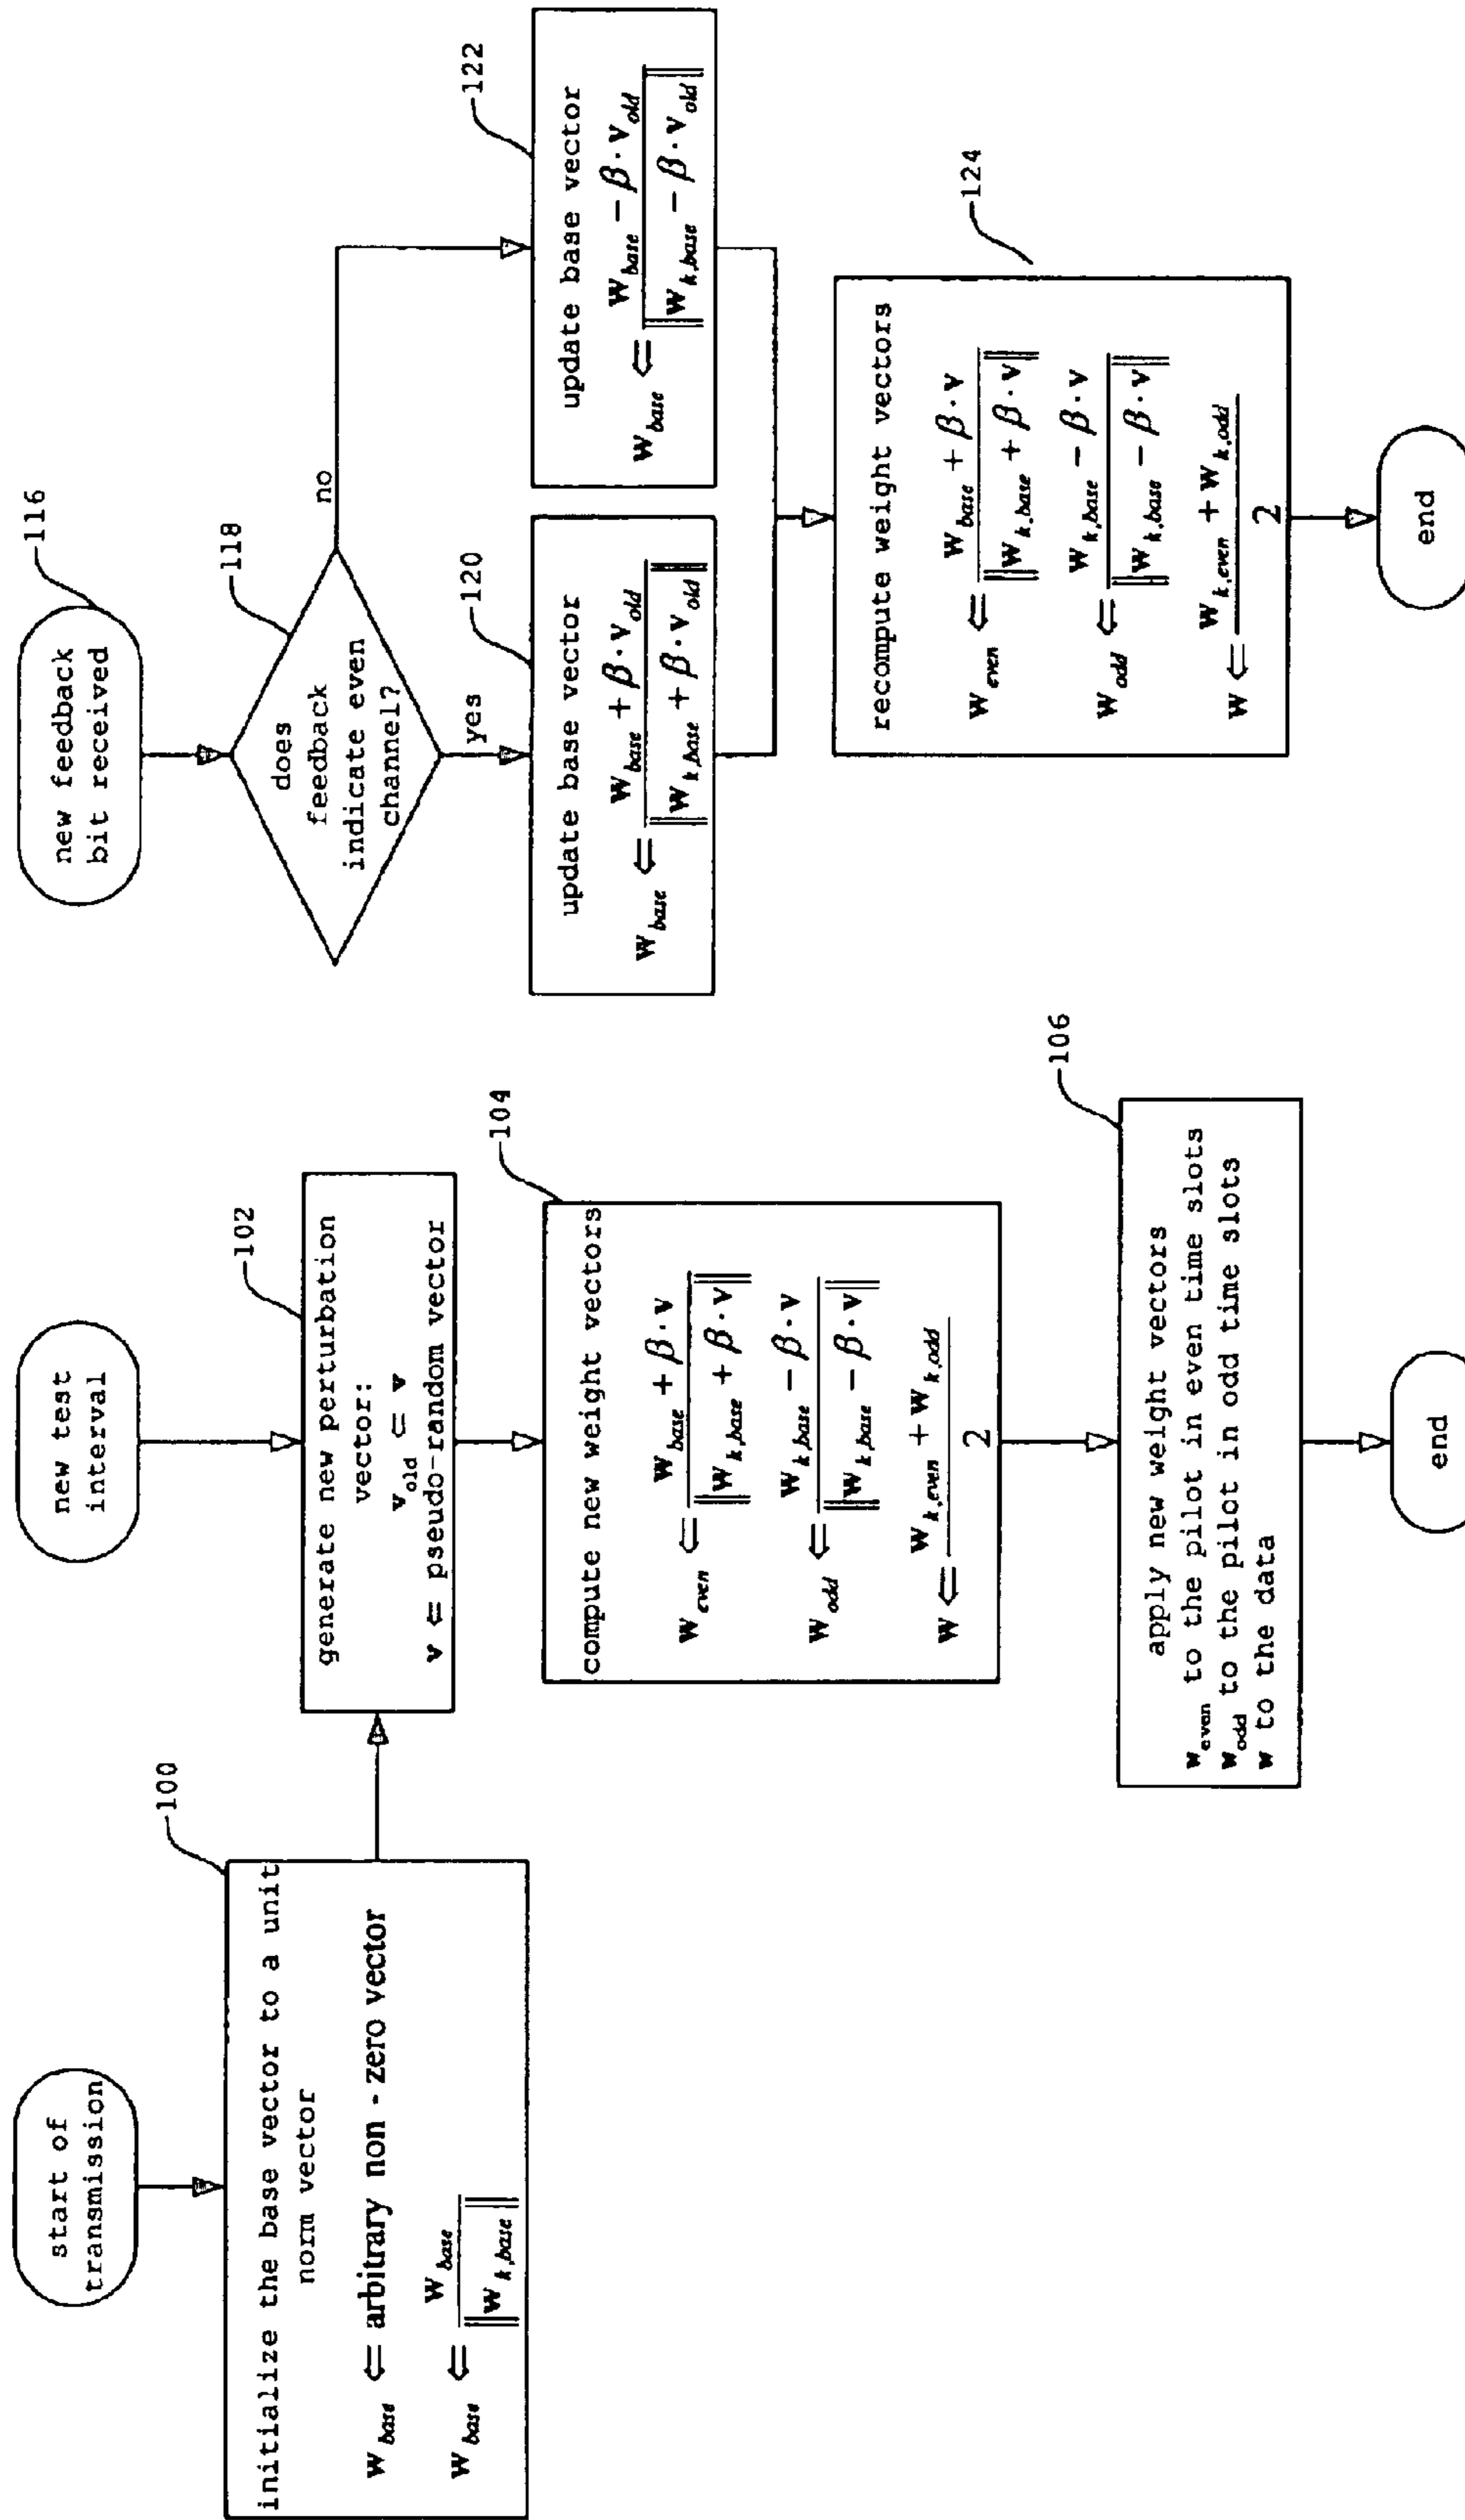 start of
transmission
100
initialize the base vector to a unit
norm vector
w_base ⇐ arbitrary non - zero vector
w_base ⇐ w_base / ‖w_k,base‖
new test
interval
102
generate new perturbation
vector:
v_old ⇐ v
v ⇐ pseudo-random vector
104
compute new weight vectors
w_even ⇐ (w_base + β · v) / ‖w_k,base + β · v‖
w_odd ⇐ (w_k,base − β · v) / ‖w_k,base − β · v‖
w ⇐ (w_k,even + w_k,odd) / 2
106
apply new weight vectors
w_even to the pilot in even time slots
w_odd to the pilot in odd time slots
w to the data
end
new feedback
bit received
116
does
feedback
indicate even
channel?
118
yes
no
120
update base vector
w_base ⇐ (w_base + β · v_old) / ‖w_k,base + β · v_old‖
122
update base vector
w_base ⇐ (w_base − β · v_old) / ‖w_k,base − β · v_old‖
124
recompute weight vectors
w_even ⇐ (w_base + β · v) / ‖w_k,base + β · v‖
w_odd ⇐ (w_k,base − β · v) / ‖w_k,base − β · v‖
w ⇐ (w_k,even + w_k,odd) / 2
end